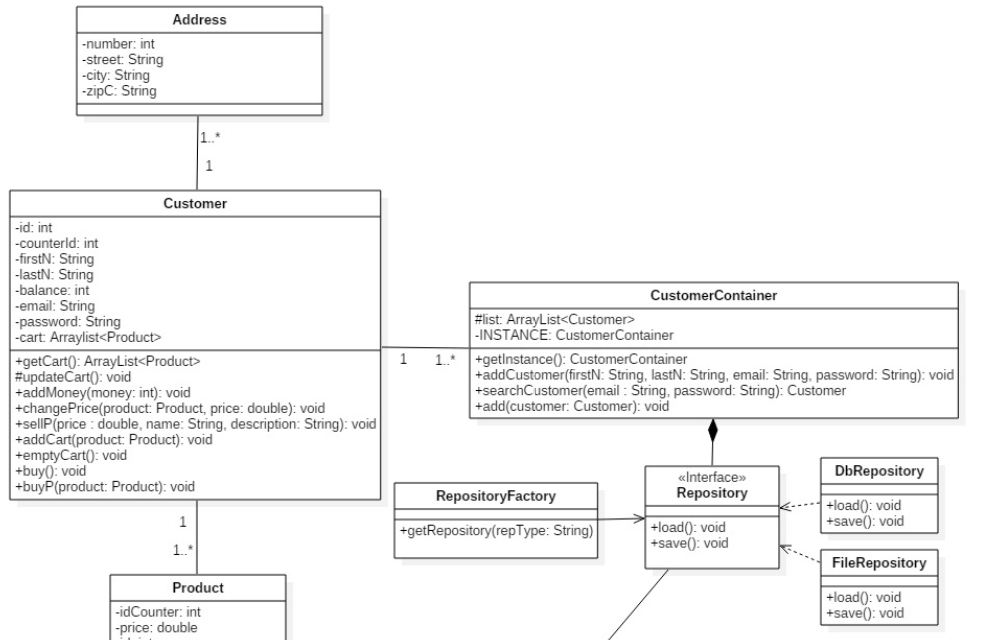 Address
-number: int
-street: String
-city: String
-zipC: String
1..*
1
Customer
-id: int
-counterId: int
-firstN: String
-lastN: String
-balance: int
-email: String
-password: String
-cart: Arraylist<Product>
+getCart(): ArrayList<Product>
#updateCart(): void
+addMoney(money: int): void
+changePrice(product: Product, price: double): void
+sellP(price : double, name: String, description: String): void
+addCart(product: Product): void
+emptyCart(): void
+buy(): void
+buyP(product: Product): void
1
1..*
CustomerContainer
#list: ArrayList<Customer>
-INSTANCE: CustomerContainer
+getInstance(): CustomerContainer
+addCustomer(firstN: String, lastN: String, email: String, password: String): void
+searchCustomer(email : String, password: String): Customer
+add(customer: Customer): void
RepositoryFactory
+getRepository(repType: String)
«Interface»
Repository
+load(): void
+save(): void
DbRepository
+load(): void
+save(): void
FileRepository
+load(): void
+save(): void
1
1..*
Product
-idCounter: int
-price: double